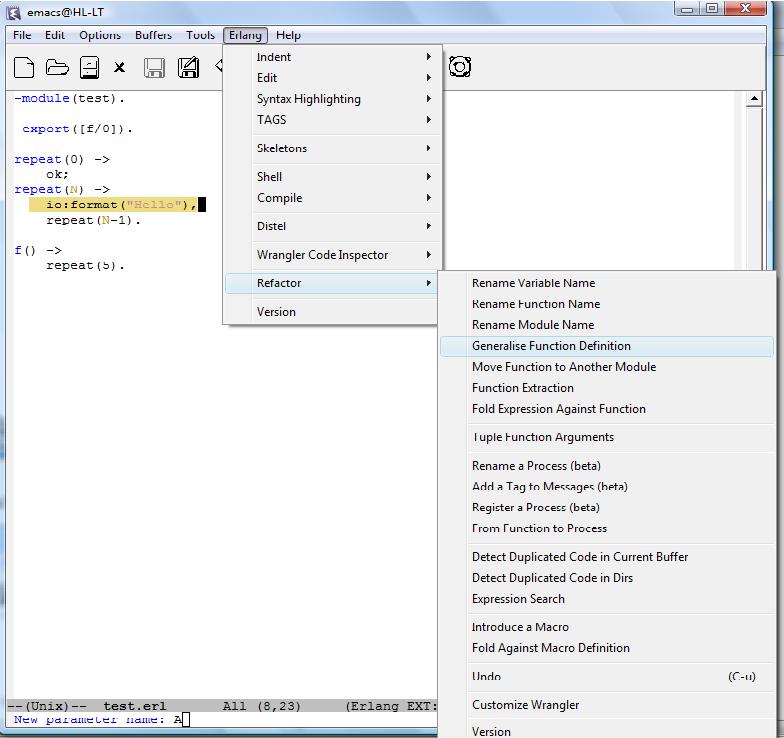 emacs@HL-LT
File Edit Options Buffers Tools Erlang Help
-module(test).
export([f/0]).
repeat(0) ->
ok;
repeat(N) ->
io:format("Hello"),
repeat(N-1).
f() ->
repeat(5).
Indent
Edit
Syntax Highlighting
TAGS
Skeletons
Shell
Compile
Distel
Wrangler Code Inspector
Refactor
Version
Rename Variable Name
Rename Function Name
Rename Module Name
Generalise Function Definition
Move Function to Another Module
Function Extraction
Fold Expression Against Function
Tuple Function Arguments
Rename a Process (beta)
Add a Tag to Messages (beta)
Register a Process (beta)
From Function to Process
Detect Duplicated Code in Current Buffer
Detect Duplicated Code in Dirs
Expression Search
Introduce a Macro
Fold Against Macro Definition
Undo (C-u)
Customize Wrangler
Version
--(Unix)-- test.erl All (8,23) (Erlang EXT:
New parameter name: A